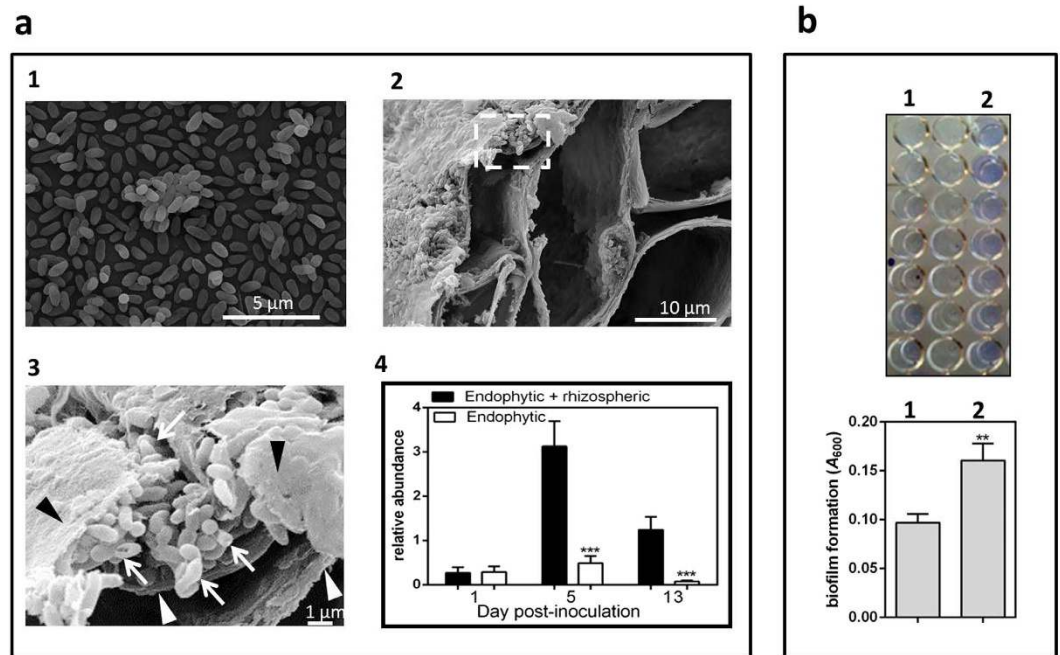 a
b
1
2
5 µm
10 µm
3
1 µm
4
Endophytic + rhizospheric
Endophytic
relative abundance
4
3
2
1
0
***
***
1
5
13
Day post-inoculation
1
2
1
2
**
biofilm formation (A600)
0.20
0.15
0.10
0.05
0.00